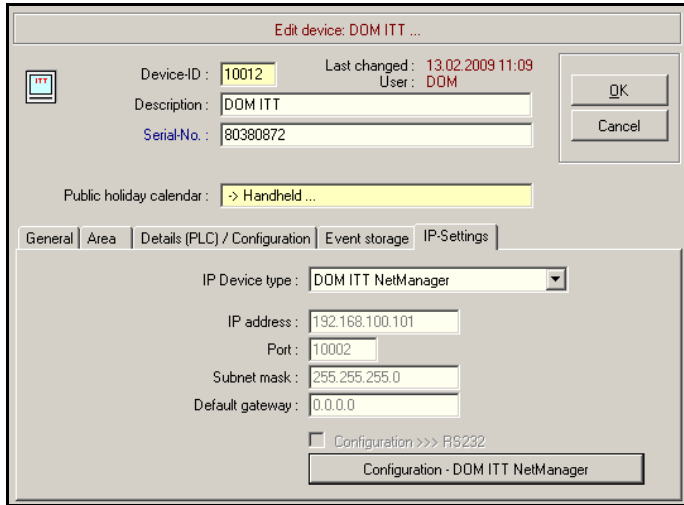 Edit device: DOM ITT ...
ITT
Device-ID : 10012
Last changed : 13.02.2009 11:09
User : DOM
Description : DOM ITT
Serial-No. : 80380872
OK
Cancel
Public holiday calendar : -> Handheld ...
General Area Details (PLC) / Configuration Event storage IP-Settings
IP Device type : DOM ITT NetManager
IP address : 192.168.100.101
Port : 10002
Subnet mask : 255.255.255.0
Default gateway : 0.0.0.0
Configuration >>> RS232
Configuration - DOM ITT NetManager